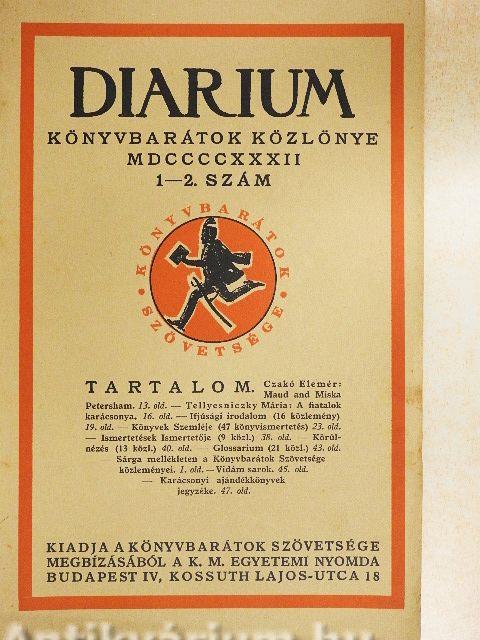 DIARIUM
KÖNYVBARÁTOK KÖZLÖNYE
MDCCCCXXXII
1—2. SZÁM
KÖNYVBARÁTOK
SZÖVETSÉGE
TARTALOM. Czakó Elemér:
Maud and Miska
Petersham. 13. old. — Tellyesniczky Mária: A fiatalok
karácsonya. 16. old. — Ifjúsági irodalom (16 közlemény)
19. old. — Könyvek Szemléje (47 könyvismertetés) 23. old.
— Ismertetések Ismertetője (9 közl.) 38. old. — Körül-
nézés (13 közl.) 40. old. Glossarium (21 közl.) 43. old.
— Sárga mellékleten a Könyvbarátok Szövetsége
közleményei. 1. old. — Vidám sarok. 45. old.
— Karácsonyi ajándékkönyvek
jegyzéke. 47. old.
KIADJA A KÖNYVBARÁTOK SZÖVETSÉGE
MEGBÍZÁSÁBÓL A K. M. EGYETEMI NYOMDA
BUDAPEST IV, KOSSUTH LAJOS-UTCA 18
Antikvárium.hu